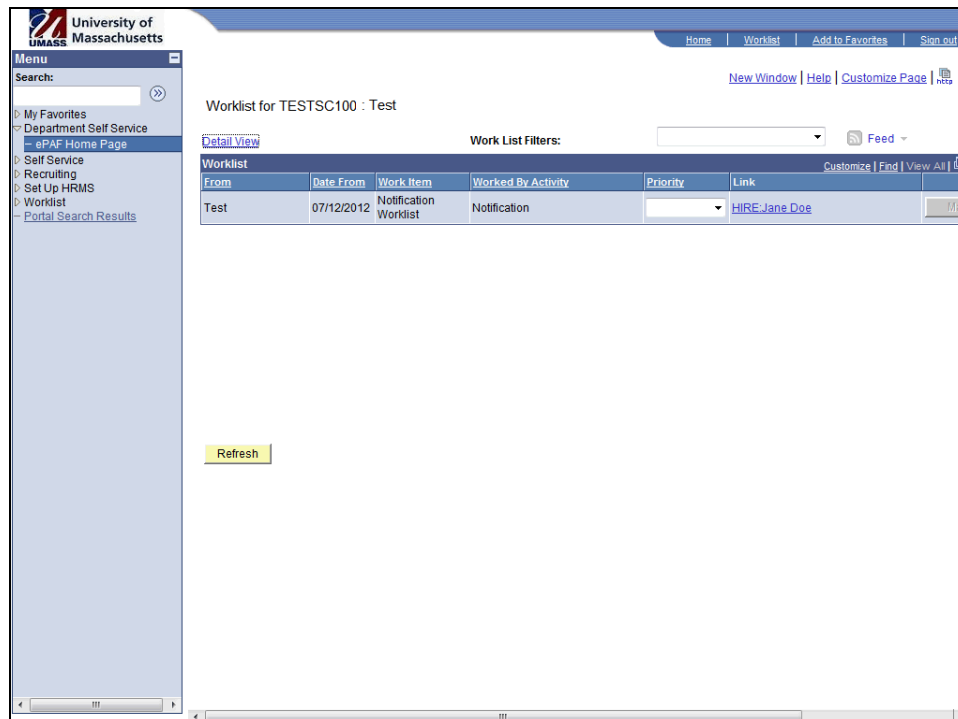 University of
Massachusetts
UMASS
Home | Worklist | Add to Favorites | Sign out
Menu
Search:
My Favorites
Department Self Service
ePAF Home Page
Self Service
Recruiting
Set Up HRMS
Worklist
Portal Search Results
New Window | Help | Customize Page | http
Worklist for TESTSC100 : Test
Detail View Work List Filters: Feed
Worklist Customize | Find | View All |
From Date From Work Item Worked By Activity Priority Link
Test 07/12/2012 Notification Worklist Notification HIRE:Jane Doe
Refresh